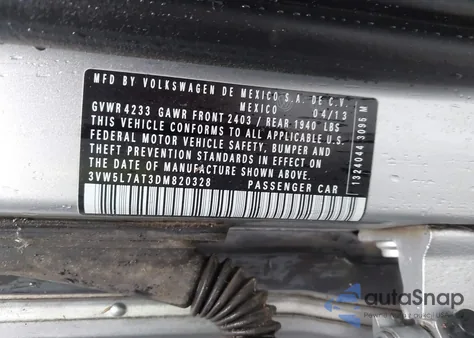 MFD BY VOLKSWAGEN DE MEXICO S.A. DE C.V.
MEXICO 04/13
GVWR 4233 GAWR FRONT 2403 / REAR 1940 LBS
THIS VEHICLE CONFORMS TO ALL APPLICABLE U.S.
FEDERAL MOTOR VEHICLE SAFETY, BUMPER AND
THEFT PREVENTION STANDARDS IN EFFECT ON
THE DATE OF MANUFACTURE SHOWN ABOVE.
3VW5L7AT3DM820328 PASSENGER CAR
1324044 3095 M
autoSnap